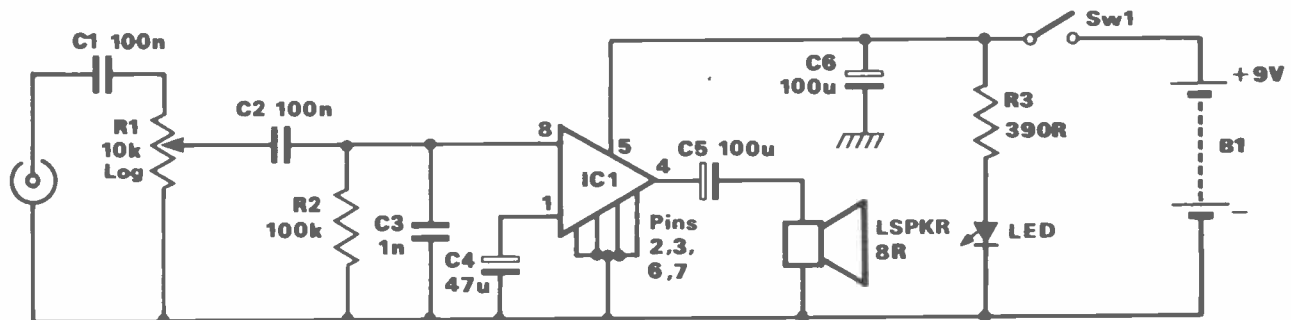 C1 100n
R1
10k
Log
C2 100n
R2
100k
C3
1n
C4
47u
8
1
IC1
5
4
Pins
2,3,
6,7
C5 100u
LSPKR
8R
C6
100u
R3
390R
LED
Sw1
+9V
B1
−